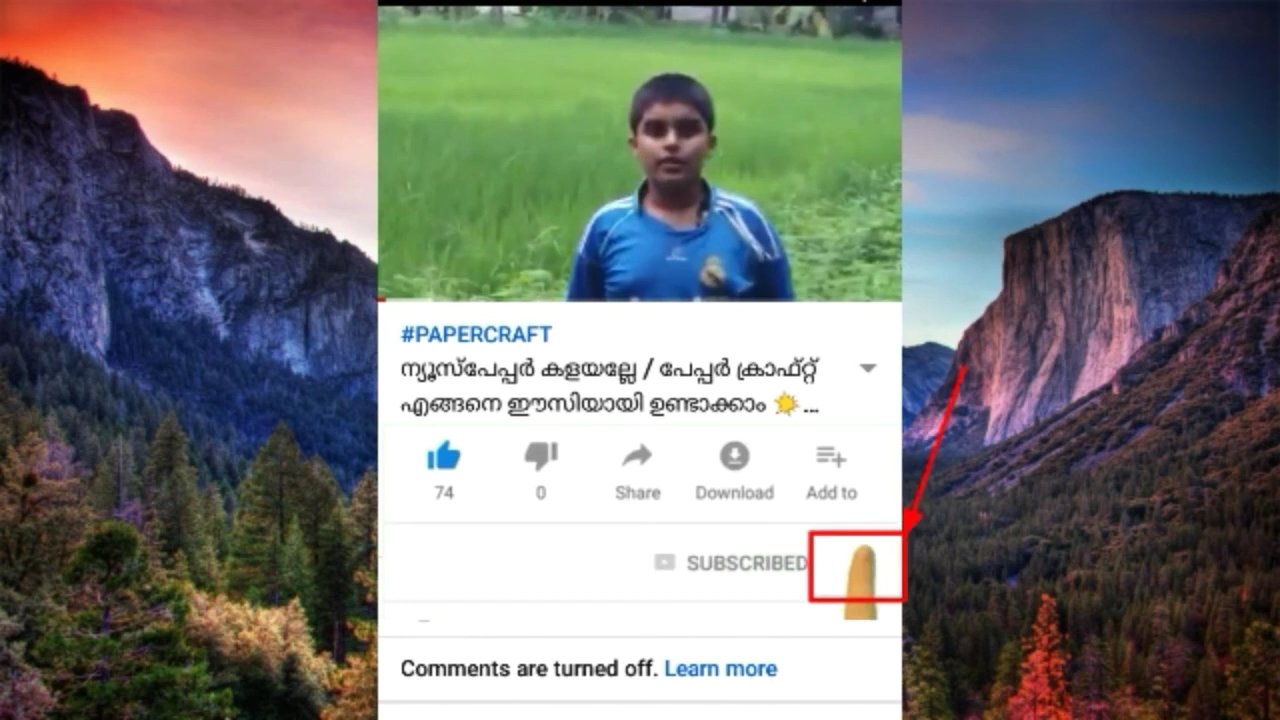 #PAPERCRAFT
ന്യൂസ്പേപ്പർ കളയല്ലേ / പേപ്പർ ക്രാഫ്റ്റ്
എങ്ങനെ ഈസിയായി ഉണ്ടാക്കാം ☀️...
74 0 Share Download Add to
SUBSCRIBED
Comments are turned off. Learn more